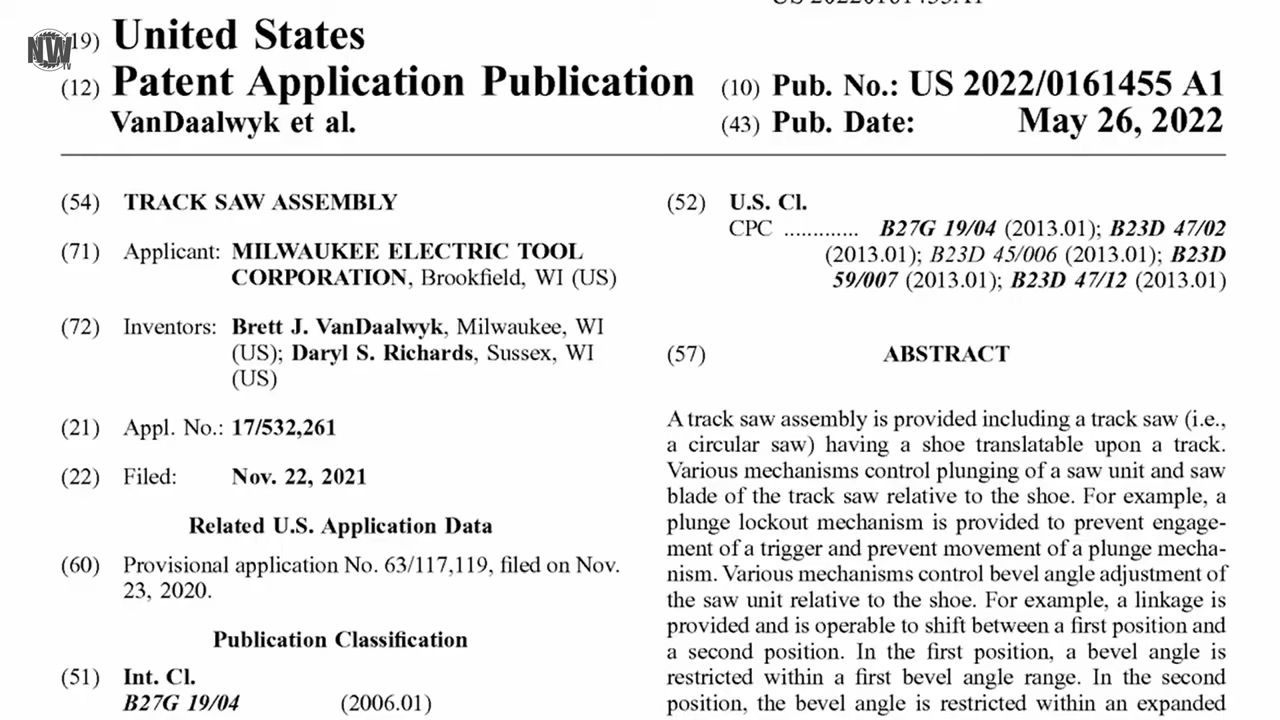 US 20220161455A1
NW
TV
(19) United States
(12) Patent Application Publication
VanDaalwyk et al.
(10) Pub. No.: US 2022/0161455 A1
(43) Pub. Date: May 26, 2022
(54) TRACK SAW ASSEMBLY
(71) Applicant: MILWAUKEE ELECTRIC TOOL
CORPORATION, Brookfield, WI (US)
(72) Inventors: Brett J. VanDaalwyk, Milwaukee, WI
(US); Daryl S. Richards, Sussex, WI
(US)
(21) Appl. No.: 17/532,261
(22) Filed: Nov. 22, 2021
Related U.S. Application Data
(60) Provisional application No. 63/117,119, filed on Nov.
23, 2020.
Publication Classification
(51) Int. Cl.
B27G 19/04 (2006.01)
(52) U.S. Cl.
CPC ............. B27G 19/04 (2013.01); B23D 47/02
(2013.01); B23D 45/006 (2013.01); B23D
59/007 (2013.01); B23D 47/12 (2013.01)
(57) ABSTRACT
A track saw assembly is provided including a track saw (i.e.,
a circular saw) having a shoe translatable upon a track.
Various mechanisms control plunging of a saw unit and saw
blade of the track saw relative to the shoe. For example, a
plunge lockout mechanism is provided to prevent engage-
ment of a trigger and prevent movement of a plunge mecha-
nism. Various mechanisms control bevel angle adjustment of
the saw unit relative to the shoe. For example, a linkage is
provided and is operable to shift between a first position and
a second position. In the first position, a bevel angle is
restricted within a first bevel angle range. In the second
position, the bevel angle is restricted within an expanded